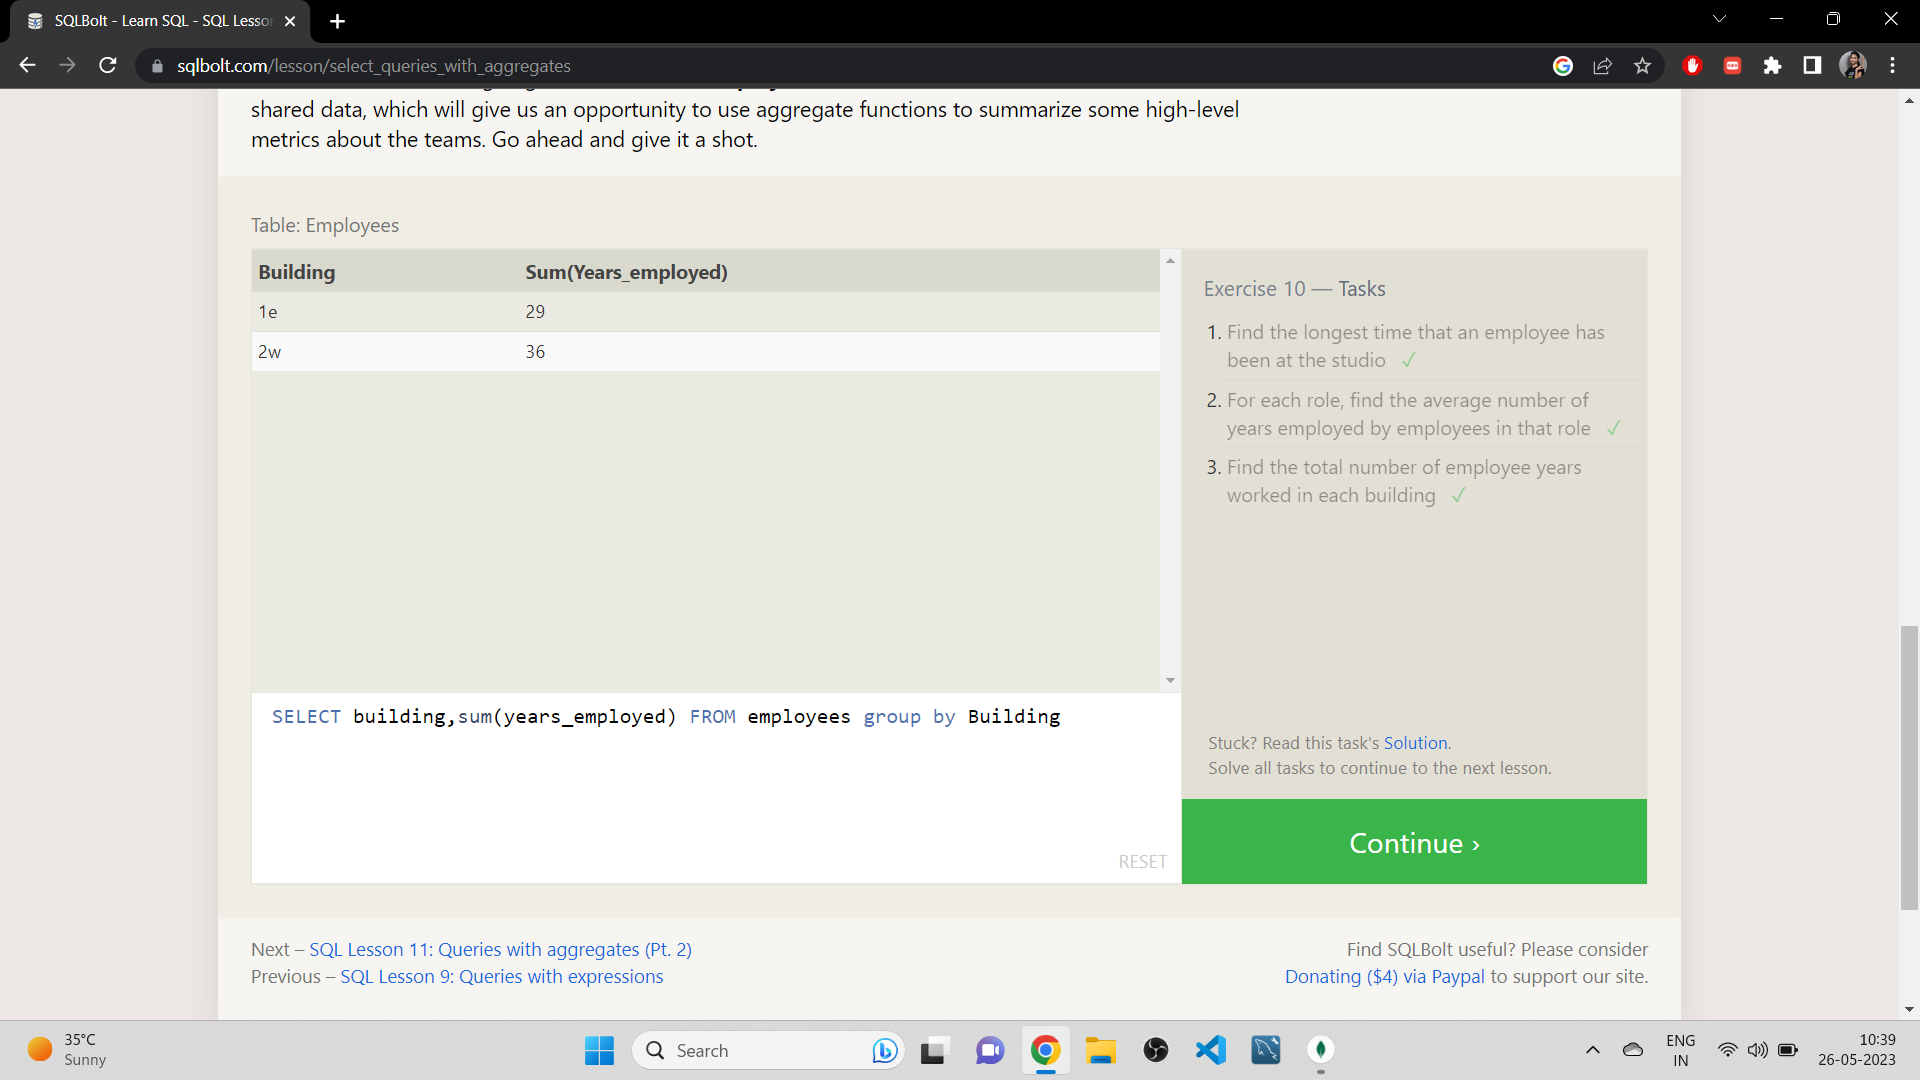 SQLBolt - Learn SQL - SQL Lesso
sqlbolt.com/lesson/select_queries_with_aggregates
shared data, which will give us an opportunity to use aggregate functions to summarize some high-level
metrics about the teams. Go ahead and give it a shot.
Table: Employees
Building Sum(Years_employed)
1e 29
2w 36
SELECT building,sum(years_employed) FROM employees group by Building
RESET
Exercise 10 — Tasks
1. Find the longest time that an employee has
been at the studio ✓
2. For each role, find the average number of
years employed by employees in that role ✓
3. Find the total number of employee years
worked in each building ✓
Stuck? Read this task's Solution.
Solve all tasks to continue to the next lesson.
Continue ›
Next – SQL Lesson 11: Queries with aggregates (Pt. 2)
Previous – SQL Lesson 9: Queries with expressions
Find SQLBolt useful? Please consider
Donating ($4) via Paypal to support our site.
35°C
Sunny
Search
ENG
IN
10:39
26-05-2023